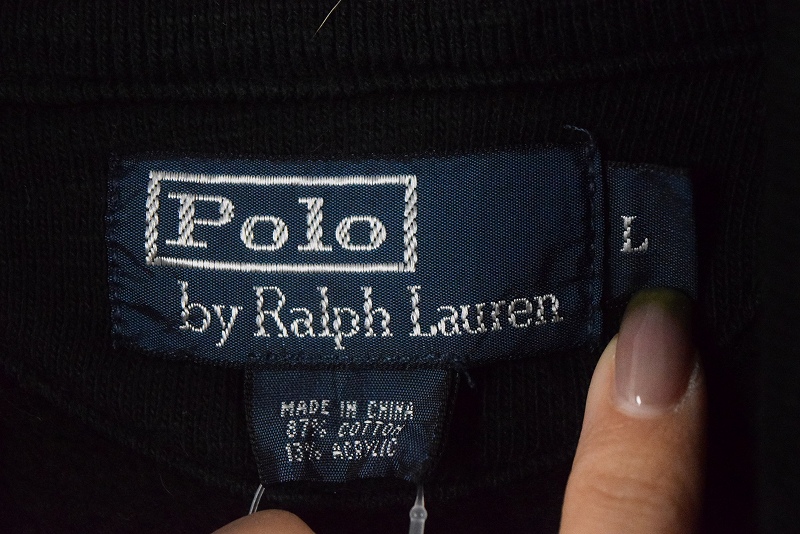 Polo
by Ralph Lauren
L
MADE IN CHINA
87% COTTON
13% ACRYLIC